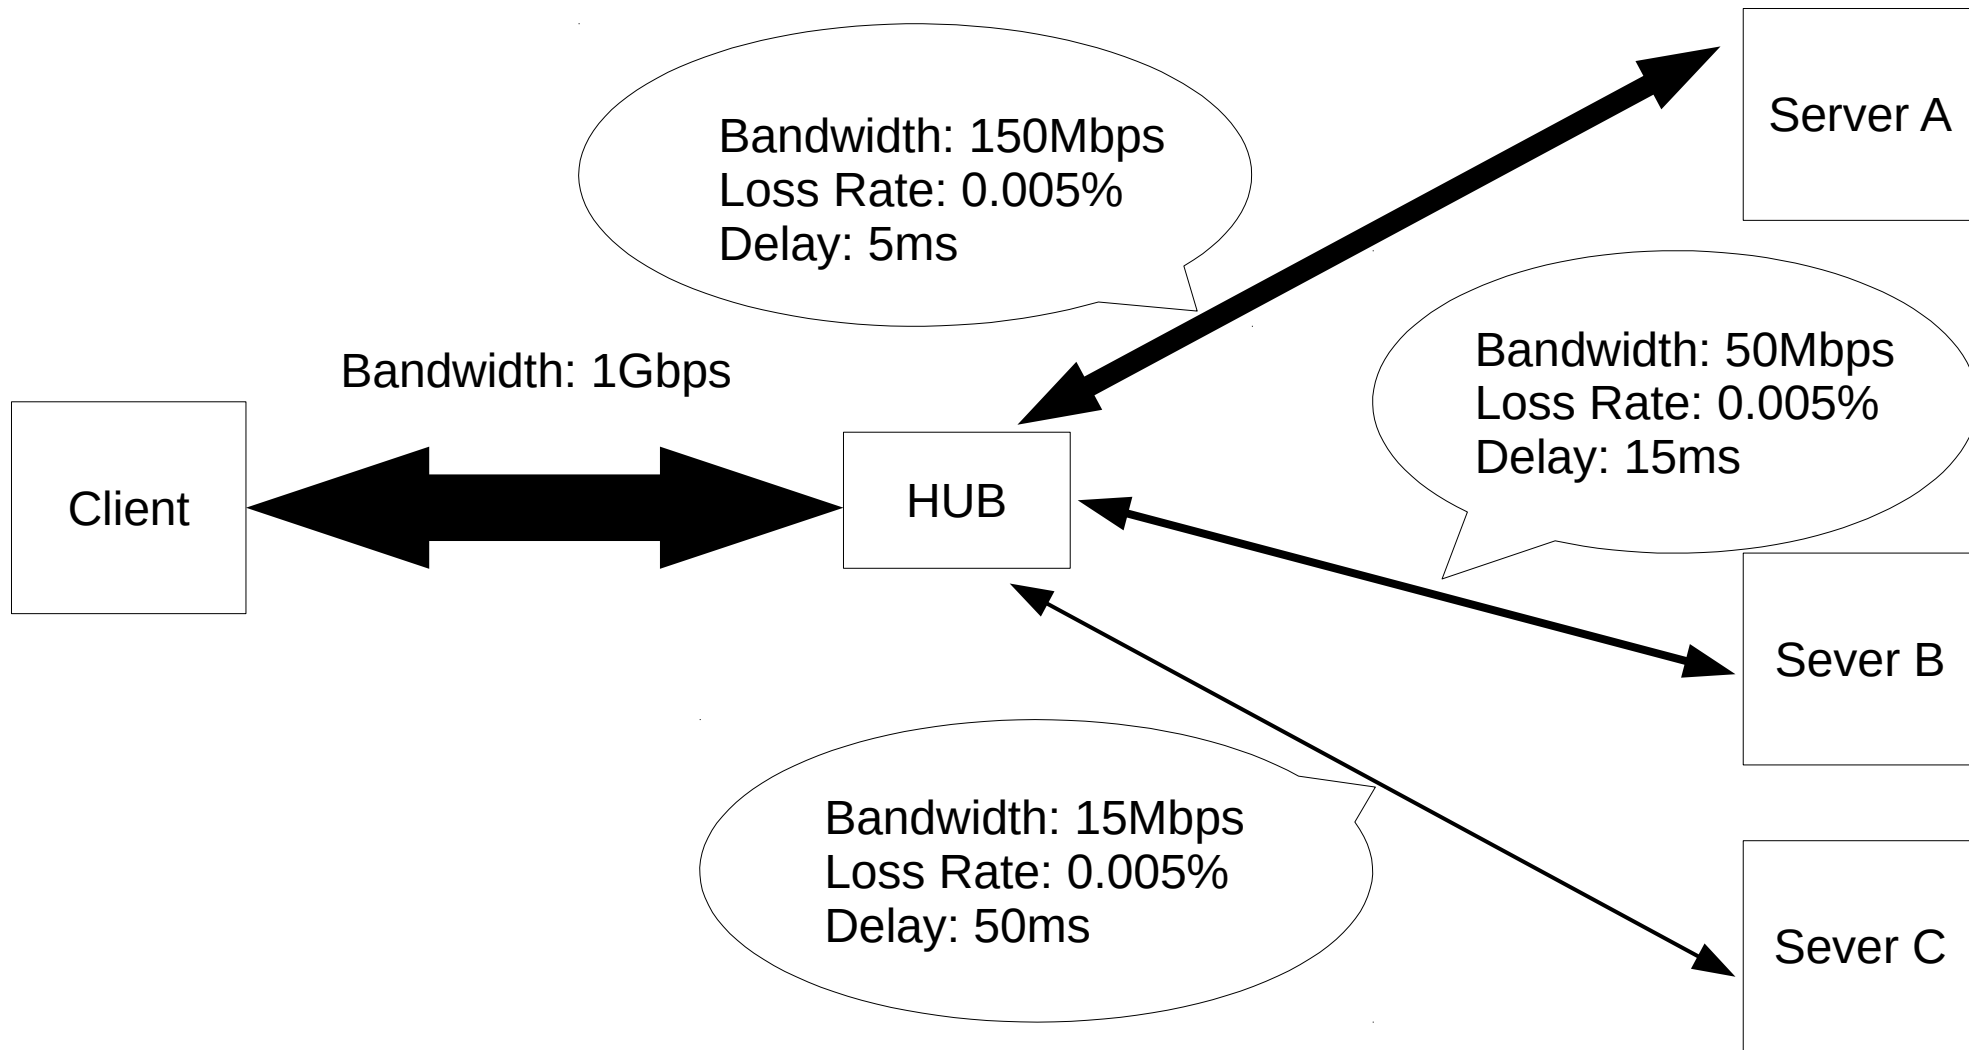 Bandwidth: 150Mbps
Loss Rate: 0.005%
Delay: 5ms
Server A
Bandwidth: 1Gbps
Bandwidth: 50Mbps
Loss Rate: 0.005%
Delay: 15ms
Client
HUB
Sever B
Bandwidth: 15Mbps
Loss Rate: 0.005%
Delay: 50ms
Sever C